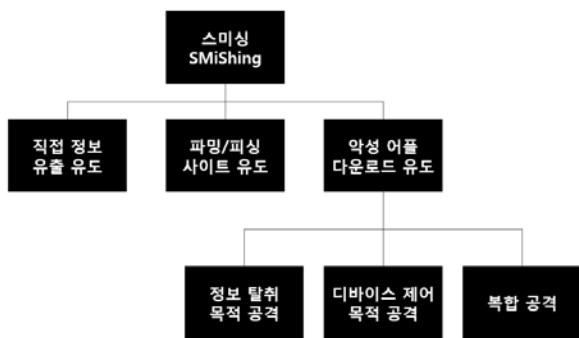 스미싱
SMiShing
직접 정보
유출 유도
파밍/피싱
사이트 유도
악성 어플
다운로드 유도
정보 탈취
목적 공격
디바이스 제어
목적 공격
복합 공격